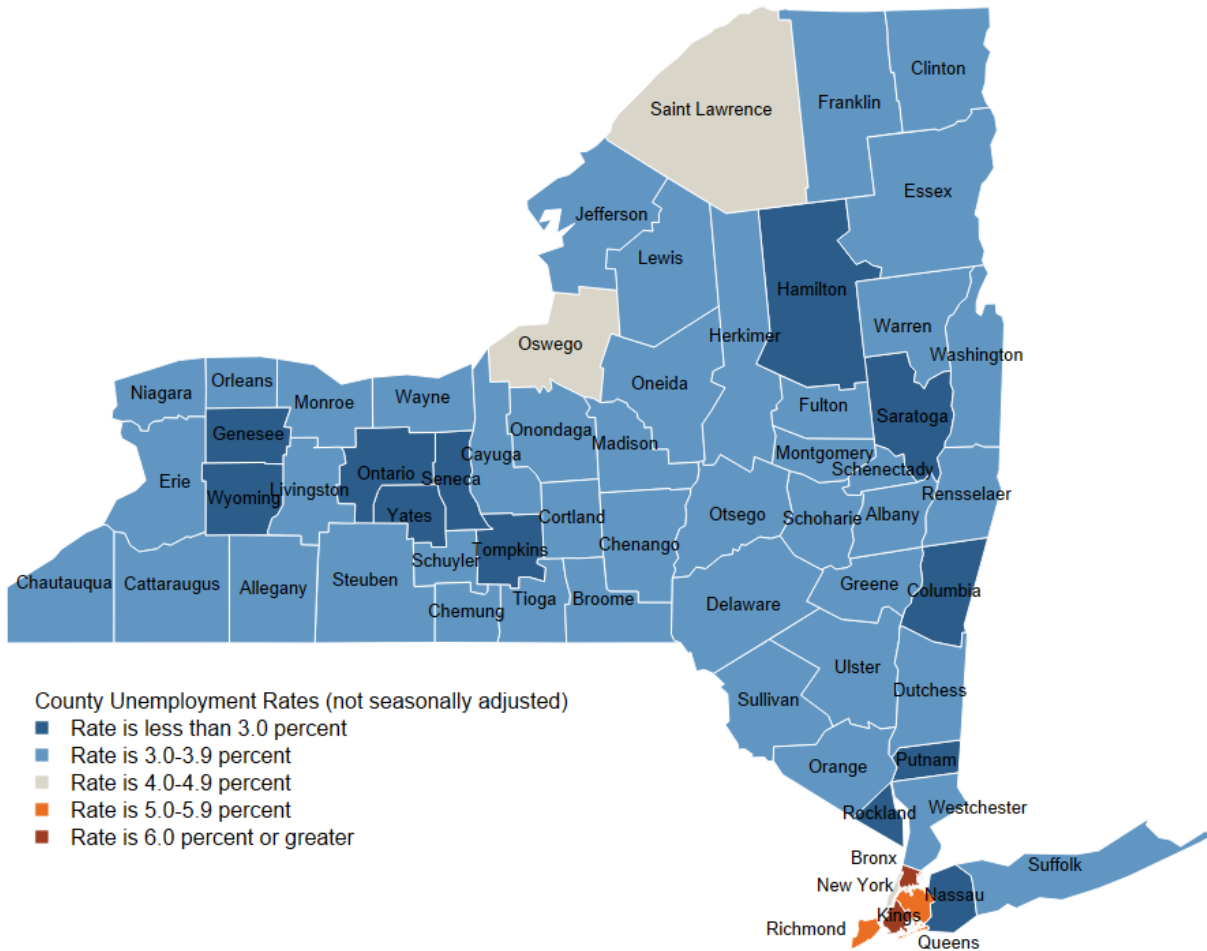 Clinton
Franklin
Saint Lawrence
Essex
Jefferson
Lewis
Hamilton
Warren
Herkimer
Oswego
Washington
Oneida
Orleans
Niagara
Wayne
Monroe
Fulton
Saratoga
Onondaga
Genesee
Madison
Montgomery
Cayuga
Schenectady
Ontario
Seneca
Erie
Livingston
Rensselaer
Wyoming
Yates
Cortland
Otsego
Schoharie
Albany
Chenango
Tompkins
Schuyler
Steuben
Chautauqua
Cattaraugus
Allegany
Greene
Columbia
Tioga
Broome
Chemung
Delaware
Ulster
Dutchess
Sullivan
County Unemployment Rates (not seasonally adjusted)
Rate is less than 3.0 percent
Rate is 3.0-3.9 percent
Rate is 4.0-4.9 percent
Rate is 5.0-5.9 percent
Rate is 6.0 percent or greater
Putnam
Orange
Rockland
Westchester
Bronx
Suffolk
New York
Nassau
Kings
Richmond
Queens